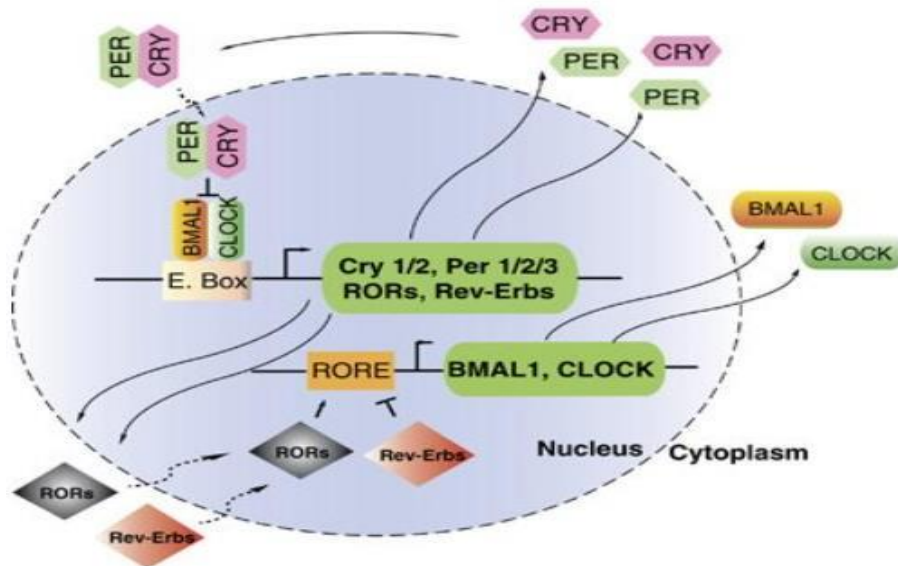 CRY
PER
CRY
PER
PER
CRY
PER
CRY
BMAL1
CLOCK
E. Box
Cry 1/2, Per 1/2/3
RORs, Rev-Erbs
BMAL1
CLOCK
RORE
BMAL1, CLOCK
RORs
Rev-Erbs
Nucleus
Cytoplasm
RORs
Rev-Erbs